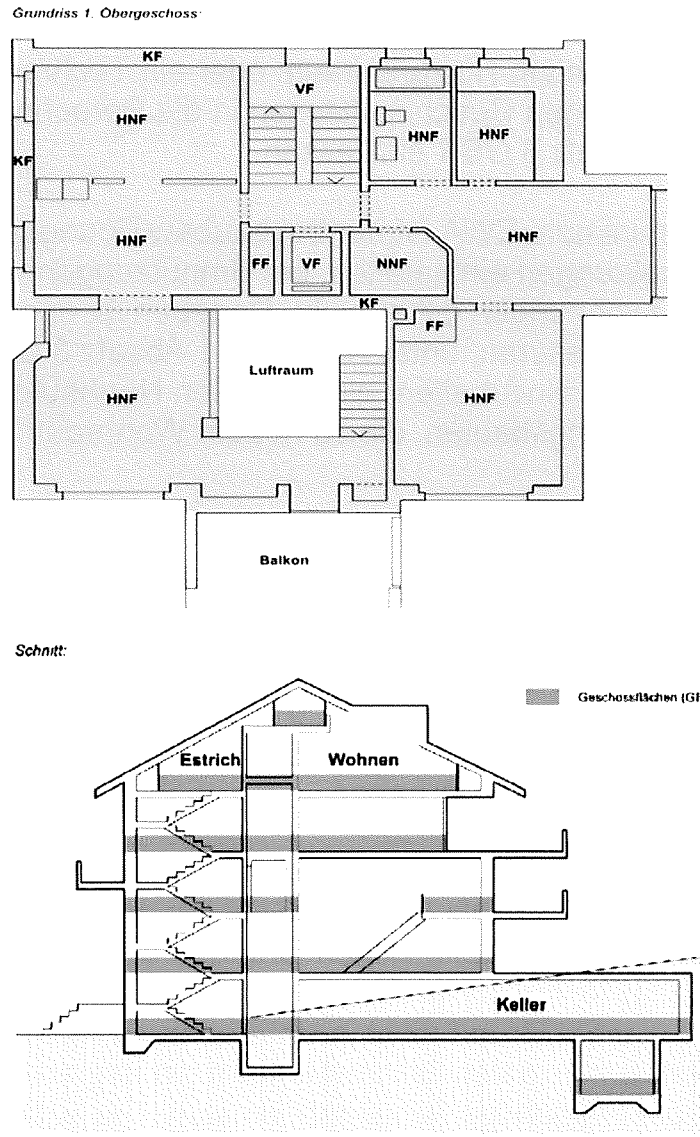 Grundriss 1. Obergeschoss:
KF
VF
HNF
HNF
HNF
KF
HNF
HNF
FF
VF
NNF
KF
FF
Luftraum
HNF
HNF
Balkon
Schnitt:
Geschossflächen (GF
Estrich
Wohnen
Keller